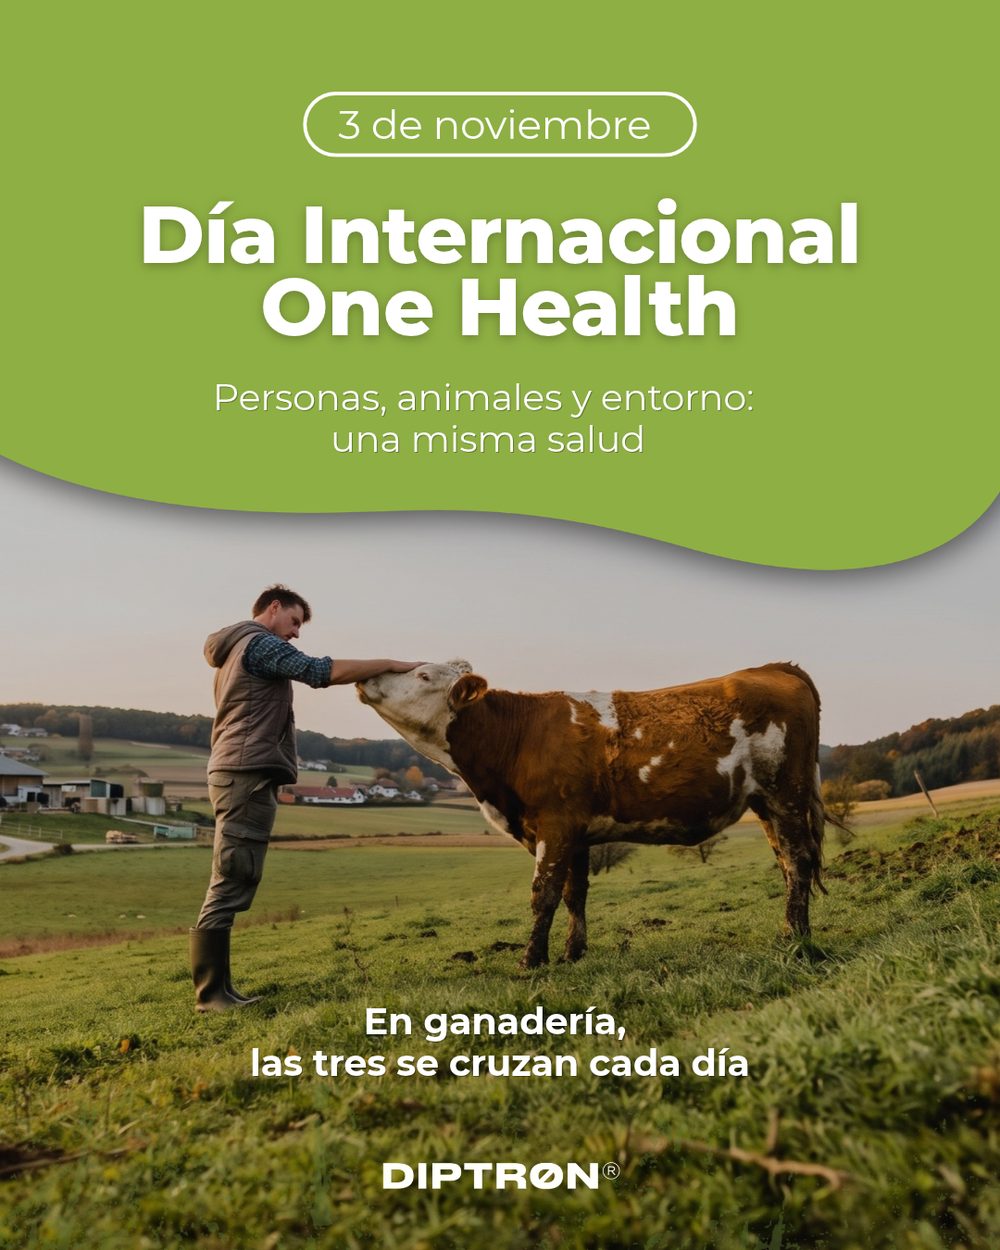 3 de noviembre
Día Internacional
One Health
Personas, animales y entorno:
una misma salud
En ganadería,
las tres se cruzan cada día
DIPTRØN®